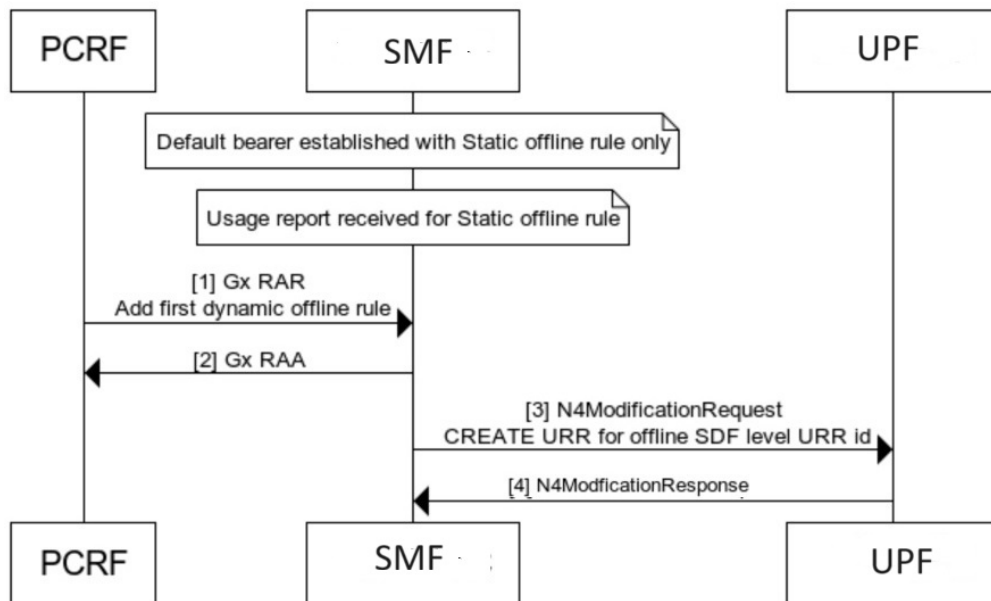 PCRF
SMF
UPF
Default bearer established with Static offline rule only
Usage report received for Static offline rule
[1] Gx RAR
Add first dynamic offline rule
[2] Gx RAA
[3] N4ModificationRequest
CREATE URR for offline SDF level URR id
[4] N4ModficationResponse
PCRF
SMF
UPF